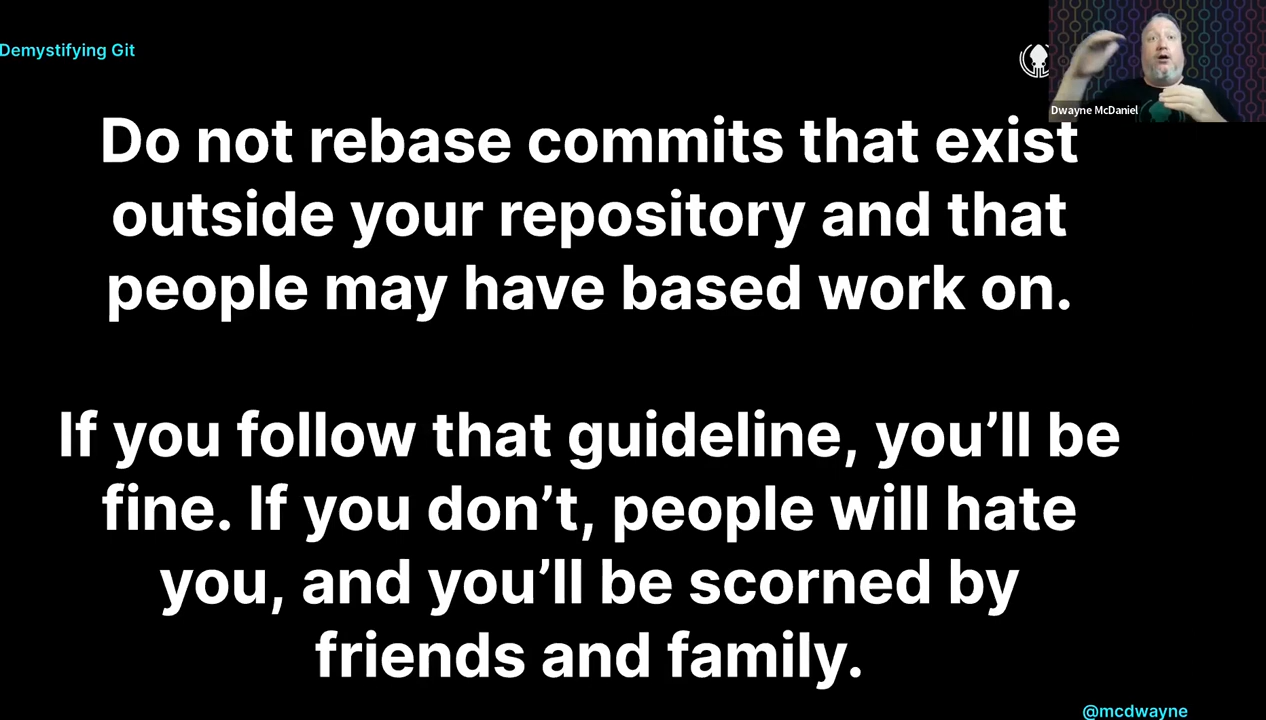 Demystifying Git
Dwayne McDaniel
Do not rebase commits that exist
outside your repository and that
people may have based work on.
If you follow that guideline, you’ll be
fine. If you don’t, people will hate
you, and you’ll be scorned by
friends and family.
@mcdwayne